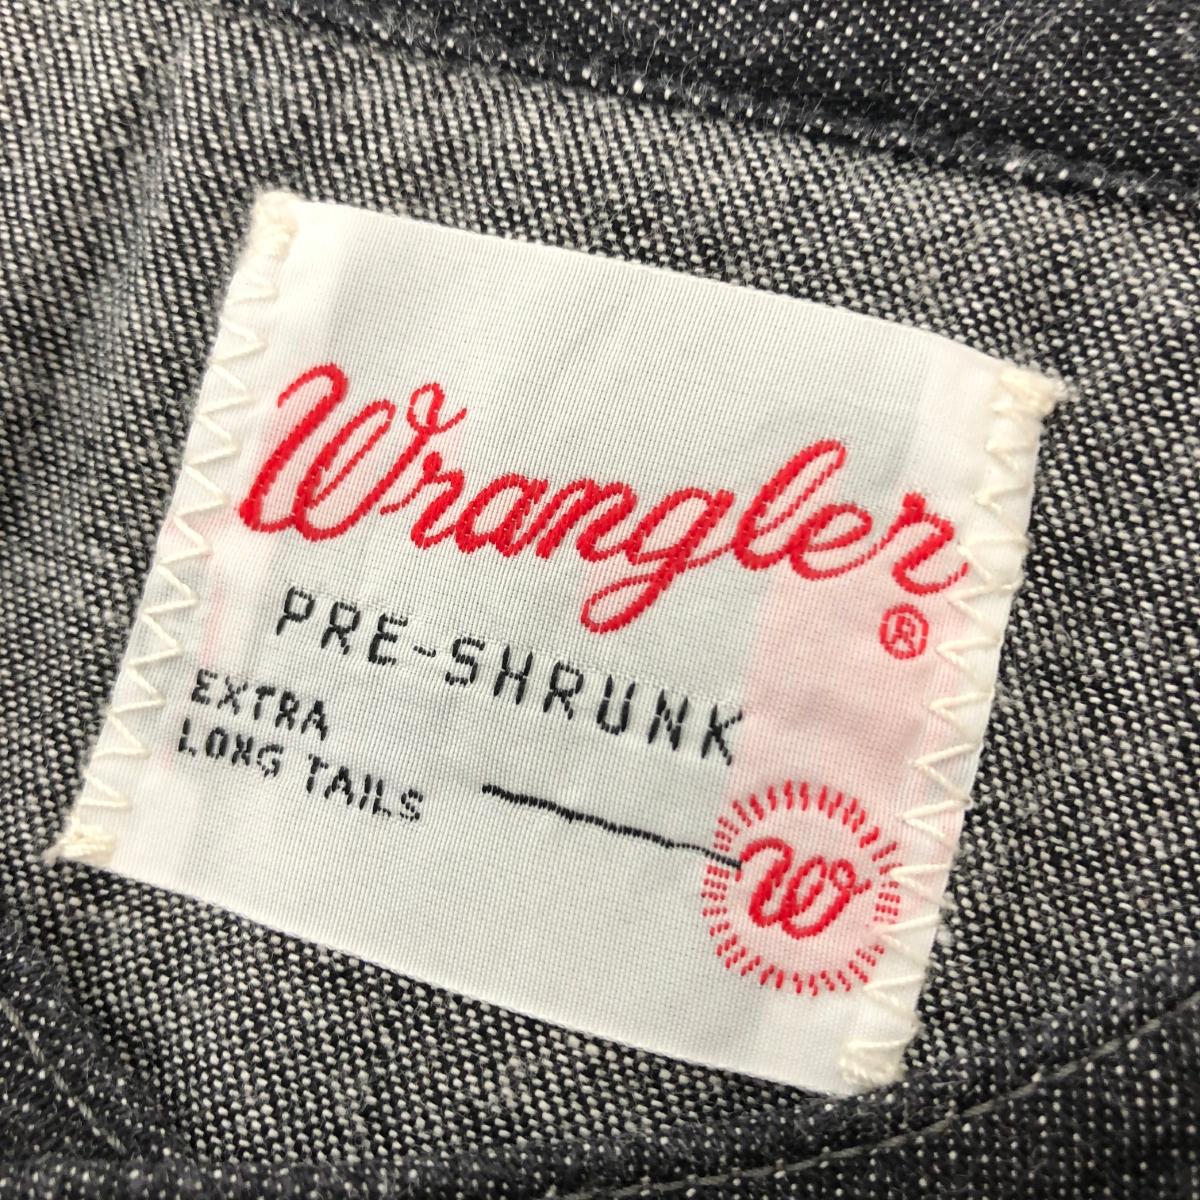 Wrangler®
PRE-SHRUNK
EXTRA
LONG TAILS
W